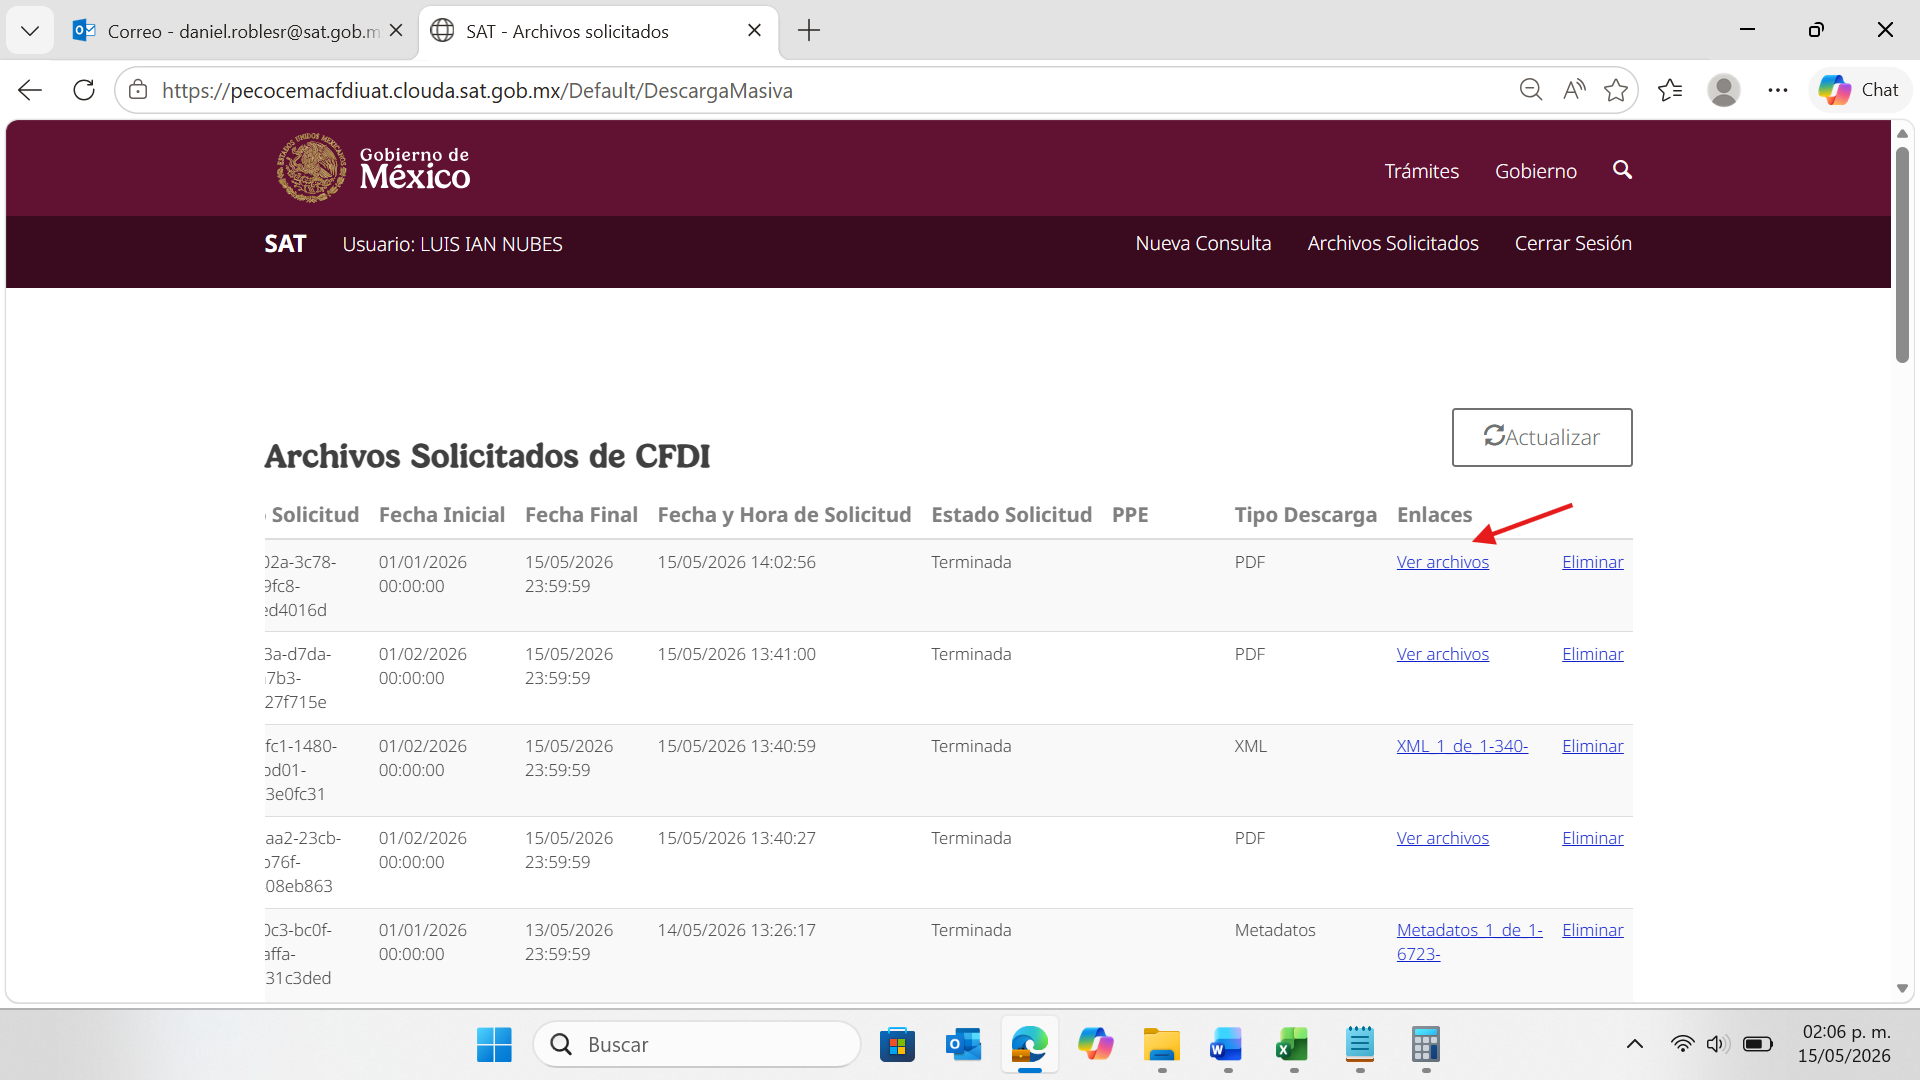 Correo - daniel.roblesr@sat.gob.m
SAT - Archivos solicitados
https://pecocemacfdiuat.clouda.sat.gob.mx/Default/DescargaMasiva
Chat
Gobierno de
México
Trámites Gobierno
SAT Usuario: LUIS IAN NUBES Nueva Consulta Archivos Solicitados Cerrar Sesión
Actualizar
Archivos Solicitados de CFDI
Solicitud Fecha Inicial Fecha Final Fecha y Hora de Solicitud Estado Solicitud PPE Tipo Descarga Enlaces
02a-3c78- 01/01/2026 15/05/2026 15/05/2026 14:02:56 Terminada PDF Ver archivos Eliminar
9fc8- 00:00:00 23:59:59
ed4016d
3a-d7da- 01/02/2026 15/05/2026 15/05/2026 13:41:00 Terminada PDF Ver archivos Eliminar
7b3- 00:00:00 23:59:59
27f715e
fc1-1480- 01/02/2026 15/05/2026 15/05/2026 13:40:59 Terminada XML XML_1_de_1-340- Eliminar
bd01- 00:00:00 23:59:59
3e0fc31
aa2-23cb- 01/02/2026 15/05/2026 15/05/2026 13:40:27 Terminada PDF Ver archivos Eliminar
b76f- 00:00:00 23:59:59
08eb863
0c3-bc0f- 01/01/2026 13/05/2026 14/05/2026 13:26:17 Terminada Metadatos Metadatos_1_de_1- Eliminar
affa- 00:00:00 23:59:59 6723-
31c3ded
Buscar
02:06 p. m.
15/05/2026